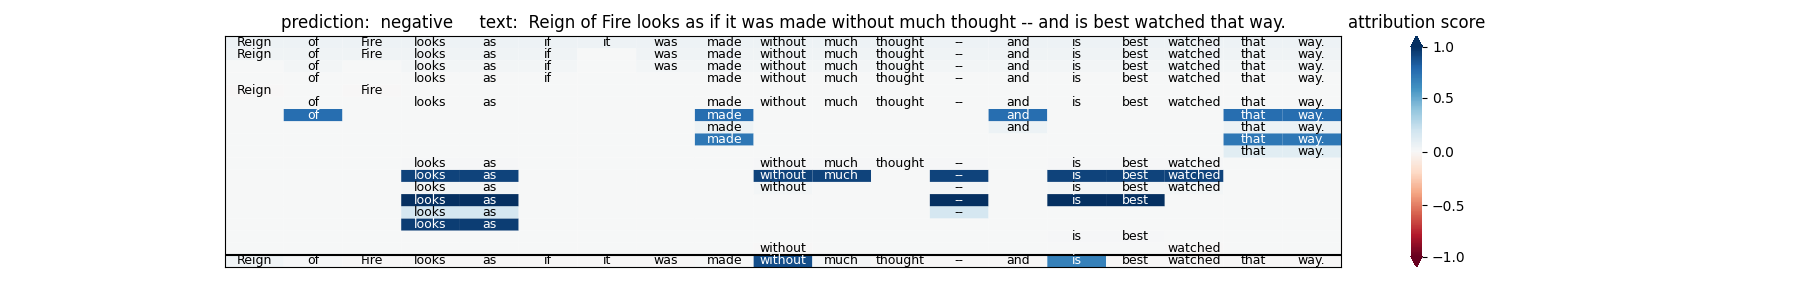 prediction: negative text: Reign of Fire looks as if it was made without much thought -- and is best watched that way. attribution score
Reign of Fire looks as if it was made without much thought -- and is best watched that way. 1.0
Reign of Fire looks as if was made without much thought -- and is best watched that way.
of looks as if was made without much thought -- and is best watched that way.
of looks as if made without much thought -- and is best watched that way.
Reign Fire
of looks as made without much thought -- and is best watched that way. 0.5
of made and that way.
made and that way.
made that way.
that way. 0.0
looks as without much thought -- is best watched
looks as without much -- is best watched
looks as without -- is best watched
looks as -- is best
looks as -- −0.5
looks as
is best
without watched
Reign of Fire looks as if it was made without much thought -- and is best watched that way. −1.0